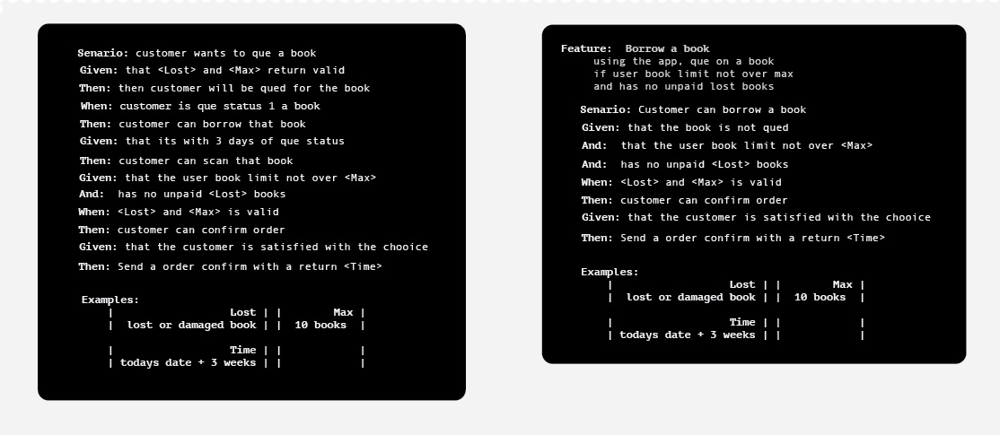 Senario: customer wants to que a book
Given: that <Lost> and <Max> return valid
Then: then customer will be qued for the book
When: customer is que status 1 a book
Then: customer can borrow that book
Given: that its with 3 days of que status
Then: customer can scan that book
Given: that the user book limit not over <Max>
And: has no unpaid <Lost> books
When: <Lost> and <Max> is valid
Then: customer can confirm order
Given: that the customer is satisfied with the chooice
Then: Send a order confirm with a return <Time>
Examples:
| Lost | | Max |
| lost or damaged book | | 10 books |
| Time | | |
| todays date + 3 weeks | | |
Feature: Borrow a book
using the app, que on a book
if user book limit not over max
and has no unpaid lost books
Senario: Customer can borrow a book
Given: that the book is not qued
And: that the user book limit not over <Max>
And: has no unpaid <Lost> books
When: <Lost> and <Max> is valid
Then: customer can confirm order
Given: that the customer is satisfied with the chooice
Then: Send a order confirm with a return <Time>
Examples:
| Lost | | Max |
| lost or damaged book | | 10 books |
| Time | | |
| todays date + 3 weeks | | |